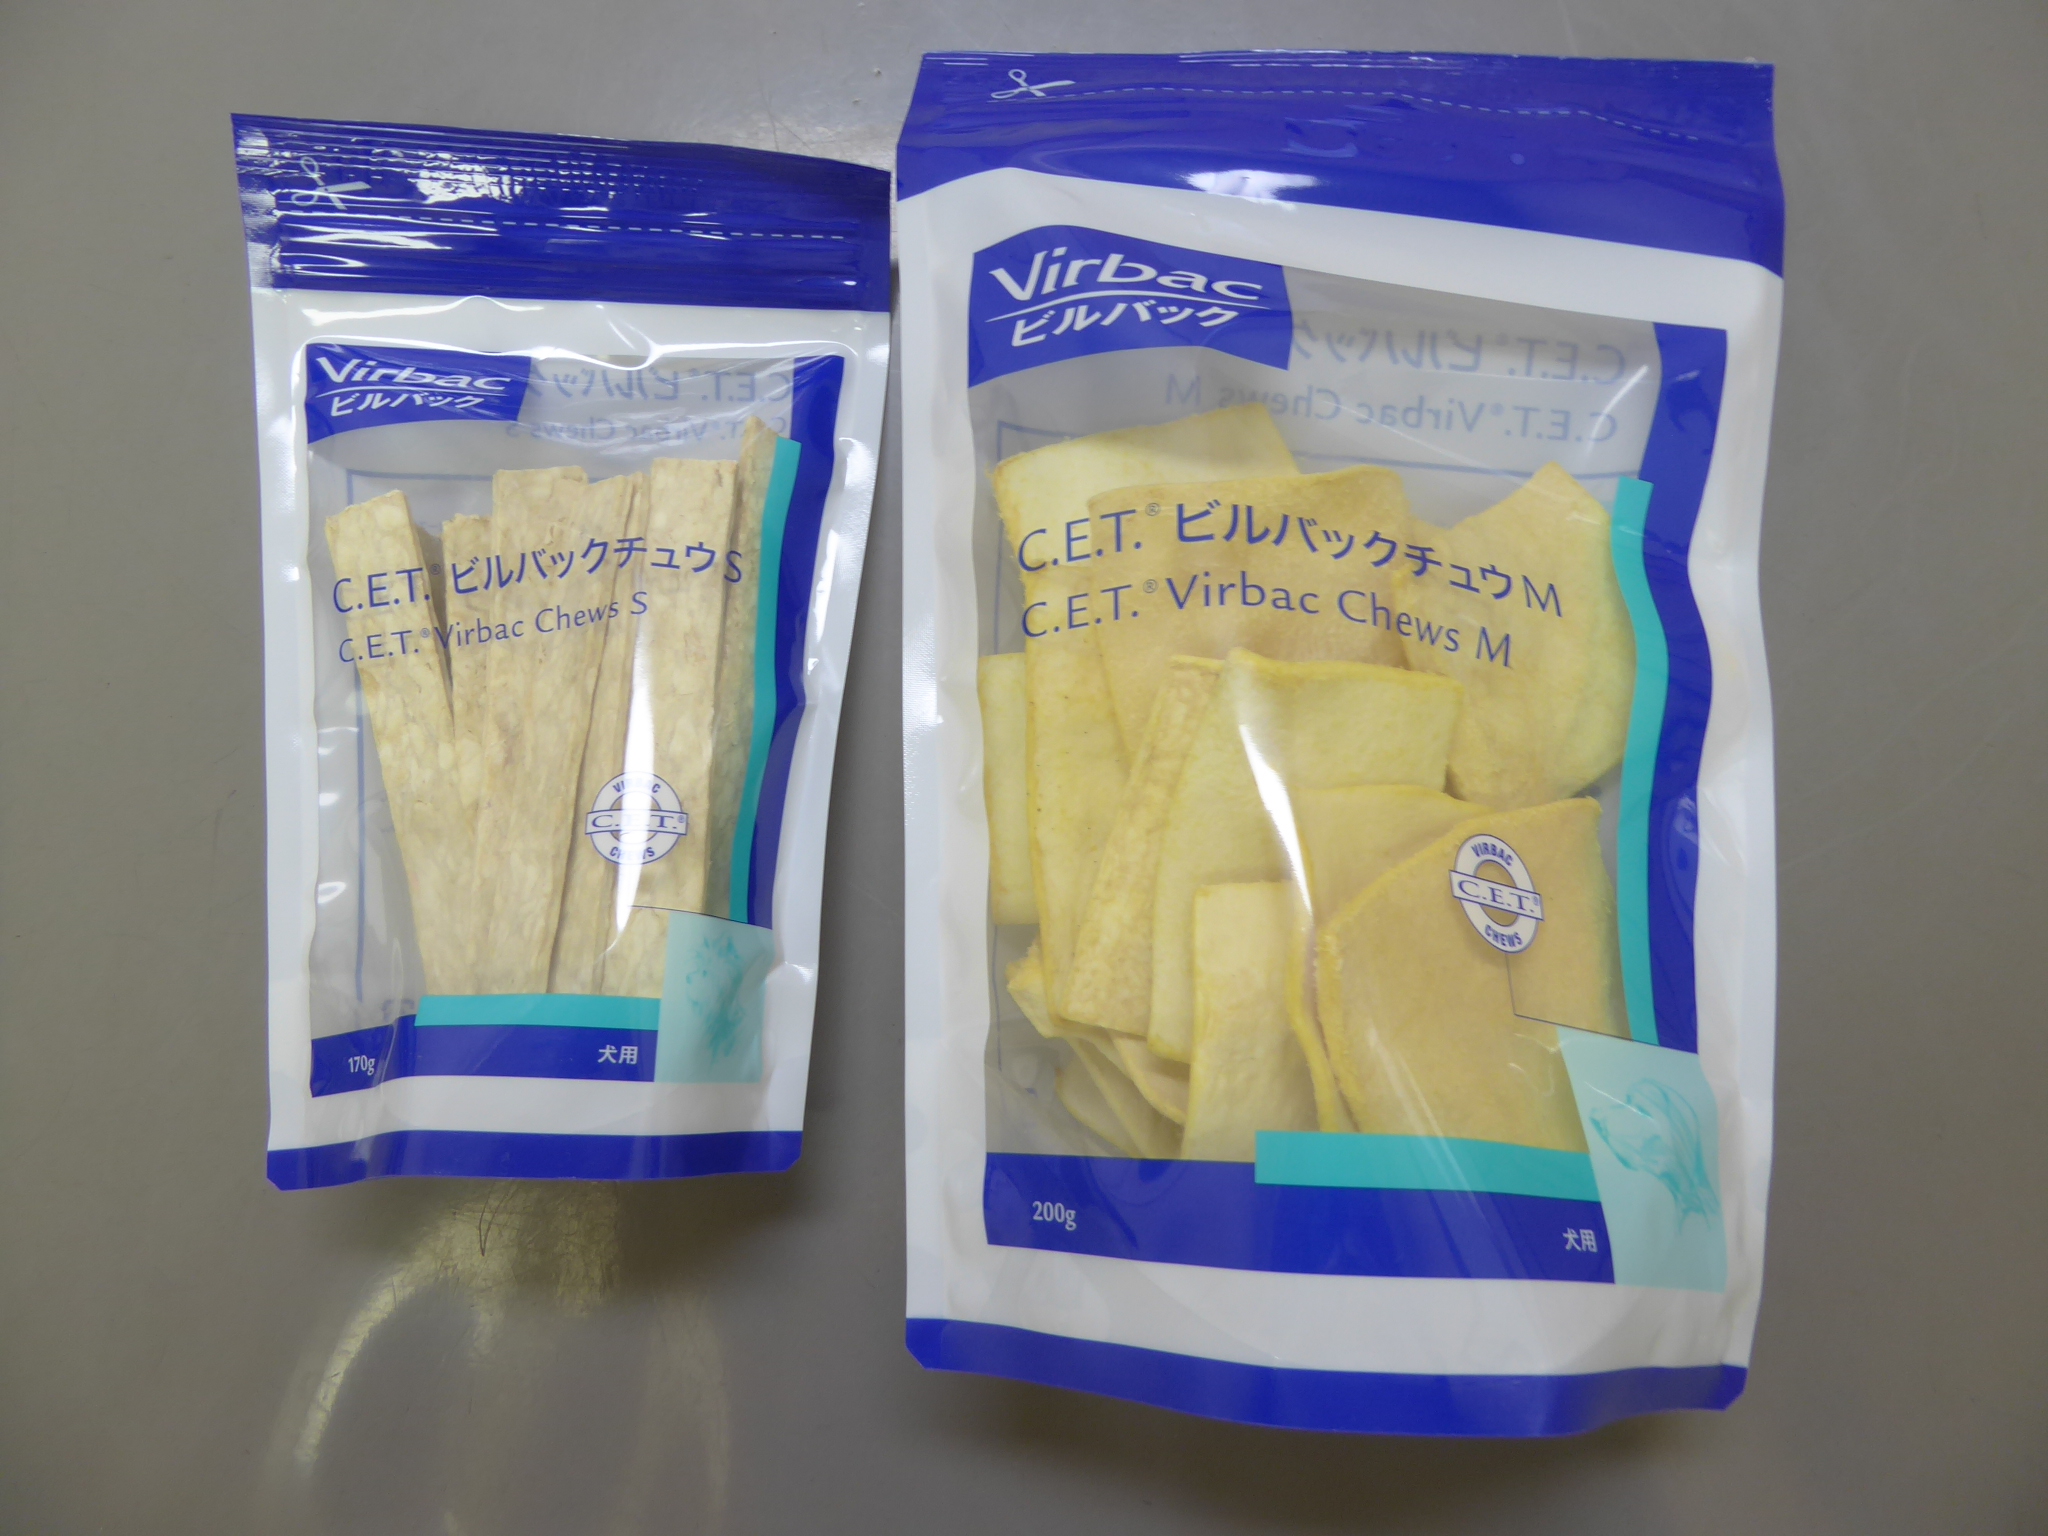 Virbac
ビルバック
C.E.T.®ビルバックチュウ S
C.E.T.®Virbac Chews S
VIRBAC
C.E.T.®
CHEWS
170g
犬用
Virbac
ビルバック
C.E.T.®ビルバックチュウ M
C.E.T.®Virbac Chews M
VIRBAC
C.E.T.®
CHEWS
200g
犬用